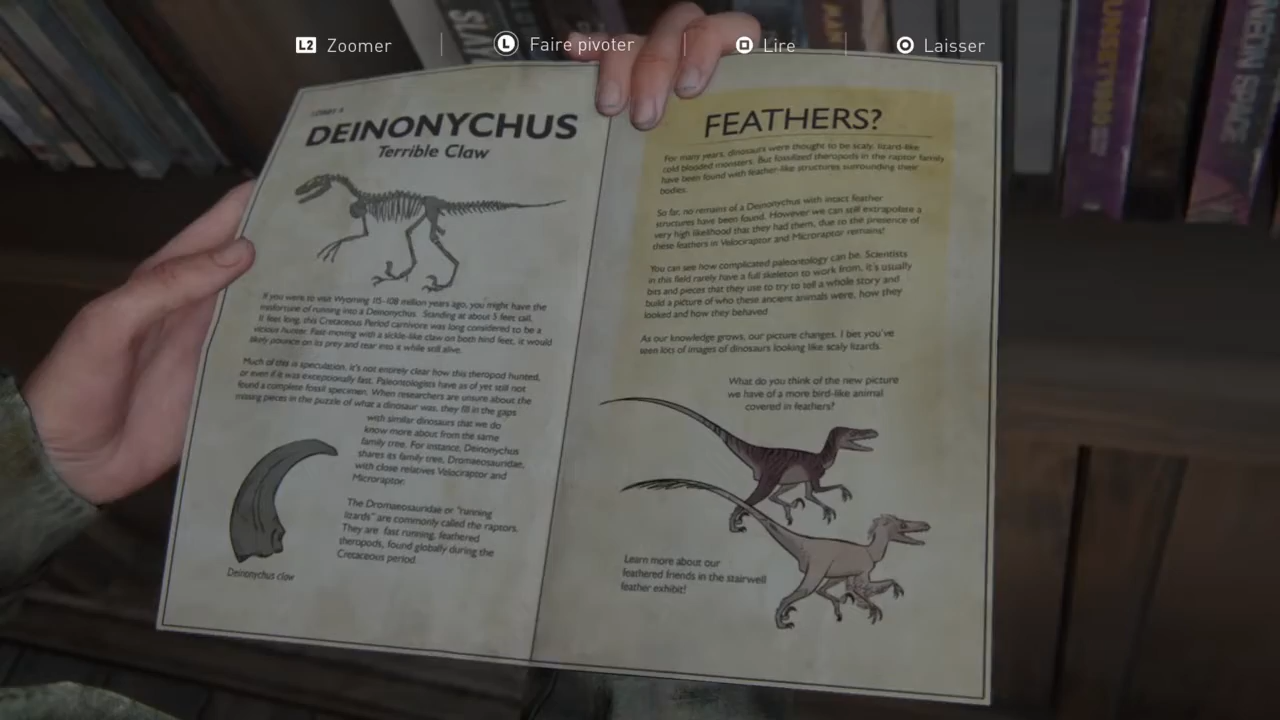 L2 Zoomer
L Faire pivoter
Lire
Laisser
DEINONYCHUS
Terrible Claw
If you were to visit Wyoming 115-108 million years ago, you might have the
misfortune of running into a Deinonychus. Standing at about 5 feet tall,
11 feet long, this Cretaceous Period carnivore was long considered to be a
vicious hunter. Fast-moving with a sickle-like claw on both hind feet, it would
likely pounce on its prey and tear into it while still alive.
Much of this is speculation. It's not entirely clear how this theropod hunted,
or even if it was exceptionally fast. Paleontologists have as of yet still not
found a complete fossil specimen. When researchers are unsure about the
missing pieces in the puzzle of what a dinosaur was, they fill in the gaps
with similar dinosaurs that we do
know more about from the same
family tree. For instance, Deinonychus
shares its family tree, Dromaeosauridae,
with close relatives Velociraptor and
Microraptor.
The Dromaeosauridae or "running
lizards" are commonly called the raptors.
They are fast running, feathered
theropods, found globally during the
Cretaceous period.
Deinonychus claw
FEATHERS?
For many years, dinosaurs were thought to be scaly, lizard-like
cold blooded monsters. But fossilized theropods in the raptor family
have been found with feather-like structures surrounding their
bodies.
So far, no remains of a Deinonychus with intact feather
structures have been found. However we can still extrapolate a
very high likelihood that they had them, due to the presence of
these feathers in Velociraptor and Microraptor remains!
You can see how complicated paleontology can be. Scientists
in this field rarely have a full skeleton to work from, it's usually
bits and pieces that they use to try to tell a whole story and
build a picture of who these ancient animals were, how they
looked and how they behaved.
As our knowledge grows, our picture changes. I bet you've
seen lots of images of dinosaurs looking like scaly lizards.
What do you think of the new picture
we have of a more bird-like animal
covered in feathers?
Learn more about our
feathered friends in the stairwell
feather exhibit!